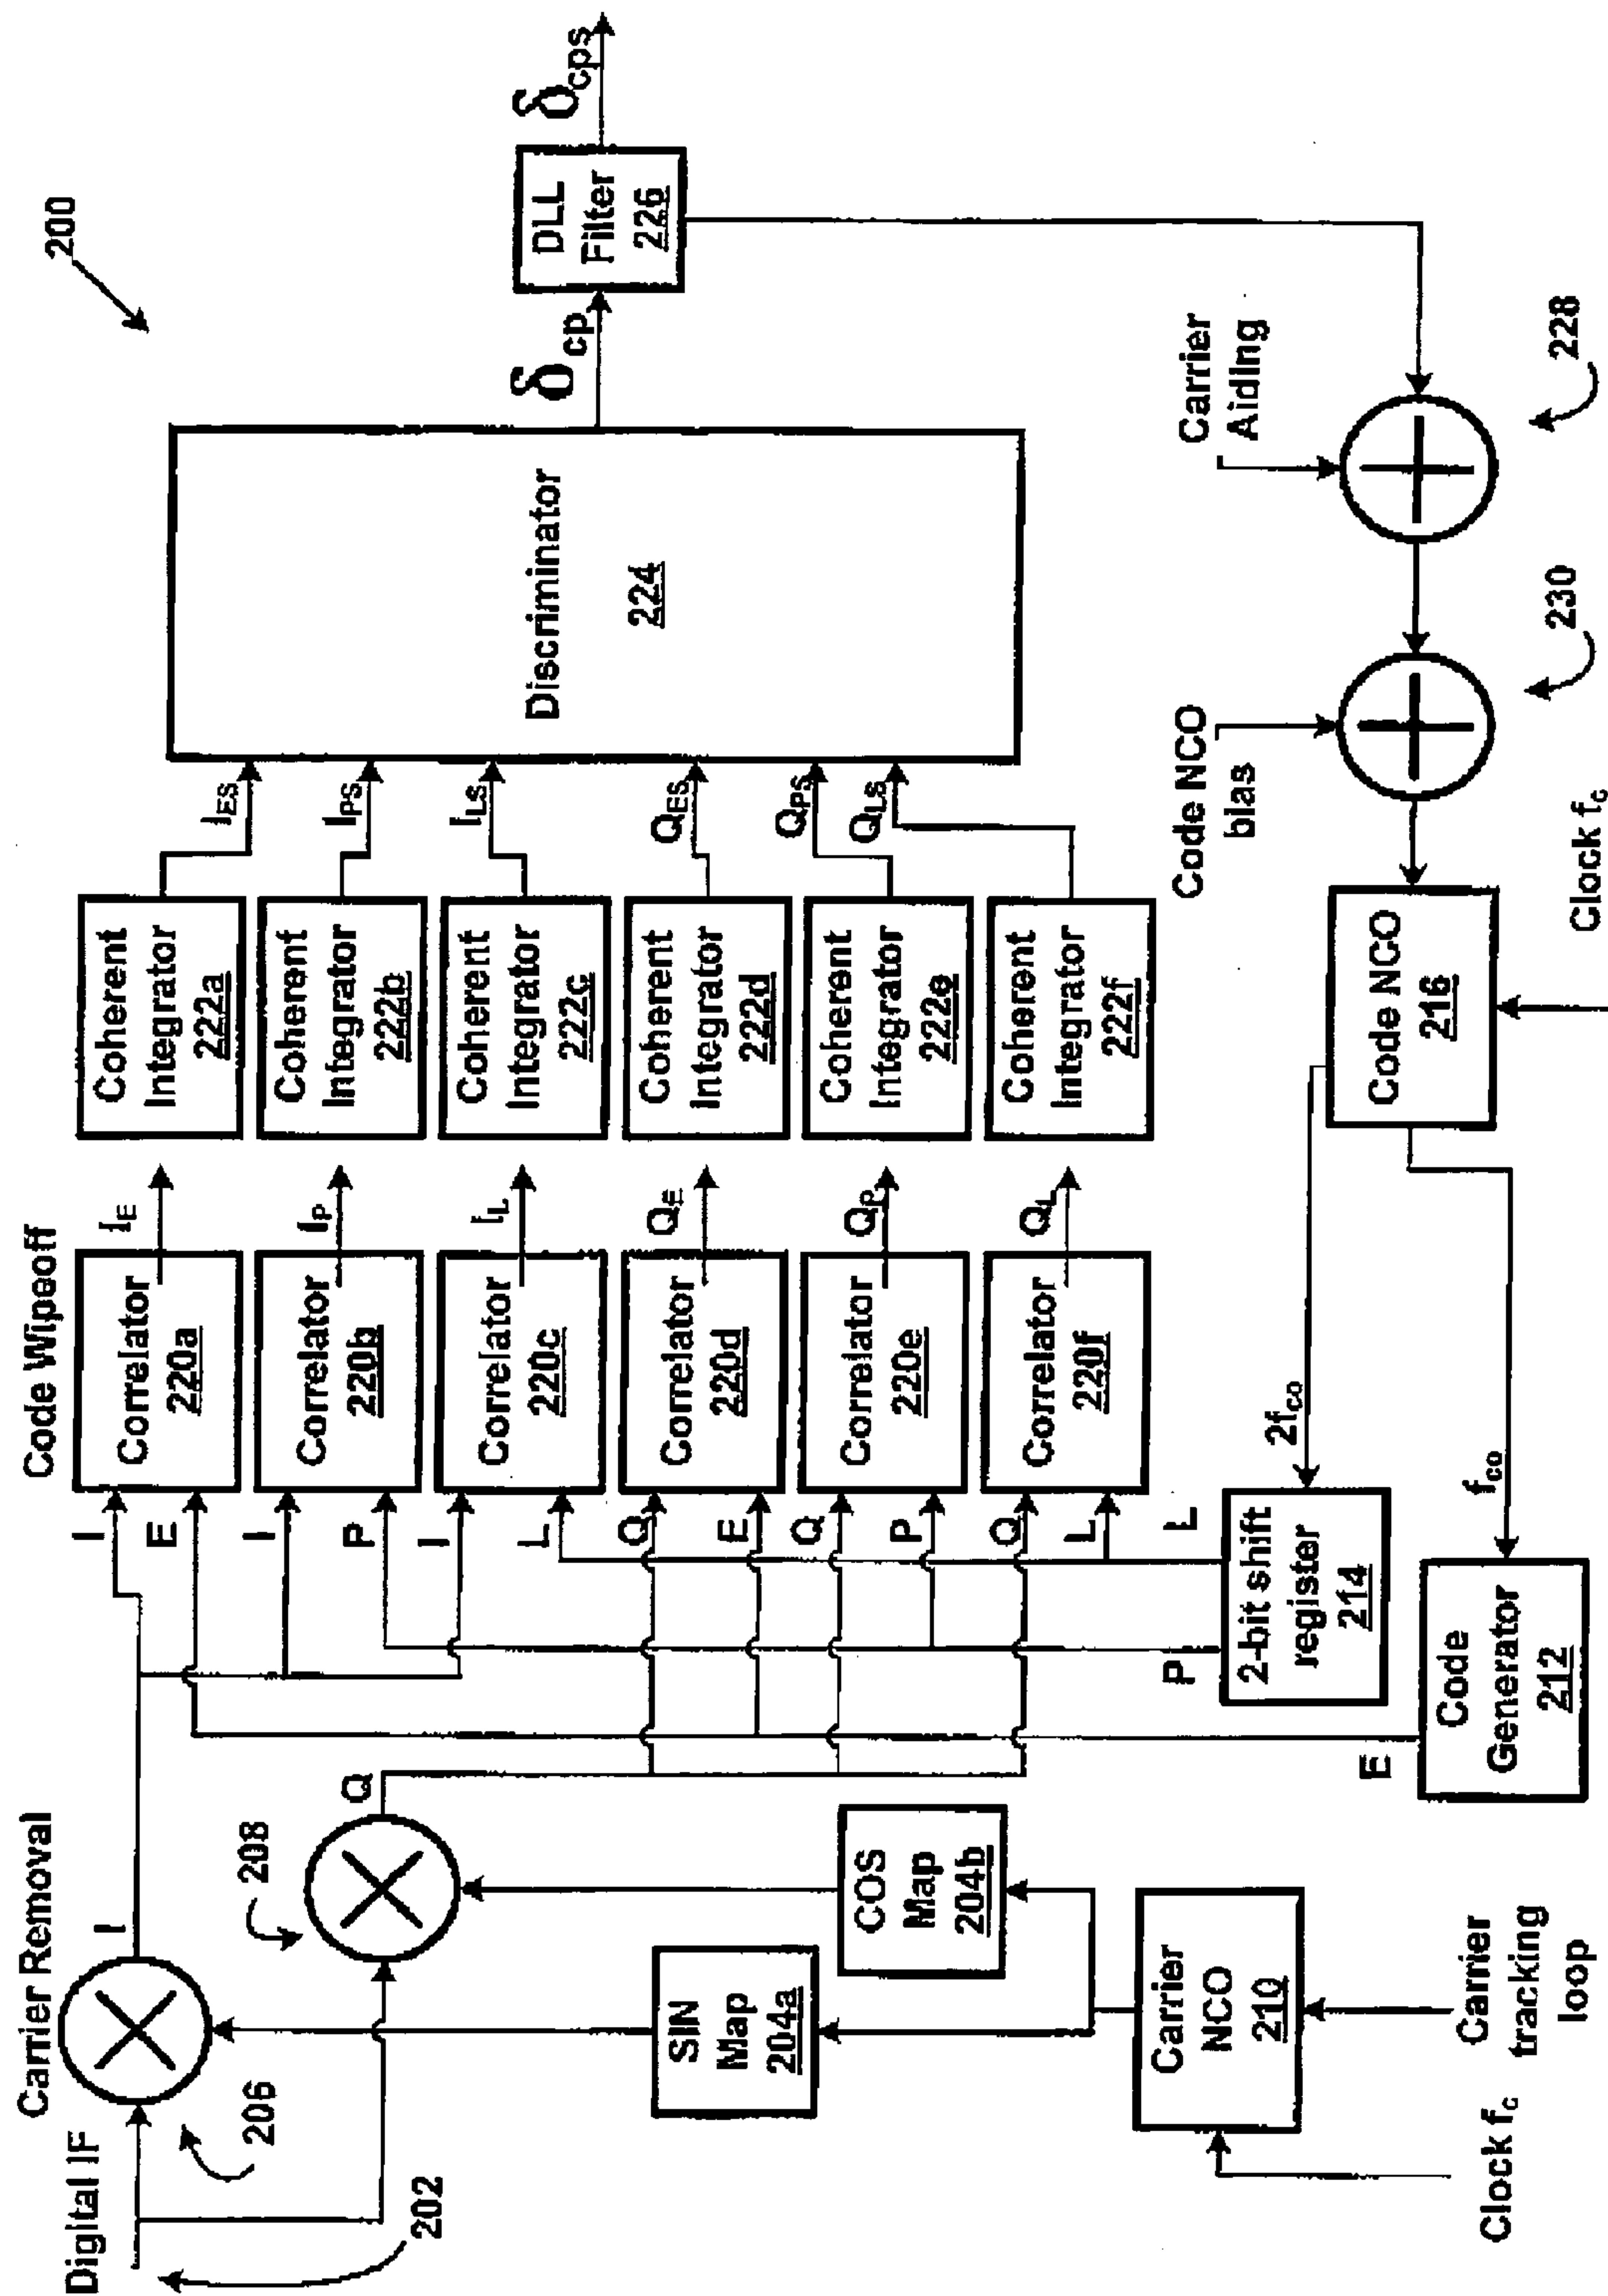 200
Carrier Removal
Digital IF
202
206
208
I
Q
SIN
Map
204a
COS
Map
204b
Carrier
NCO
210
Clock fc
Carrier
tracking
loop
Code Wipeoff
I
E
Correlator
220a
IE
I
P
Correlator
220b
IP
I
L
Correlator
220c
IL
Q
E
Correlator
220d
QE
Q
P
Correlator
220e
QP
Q
L
Correlator
220f
QL
E
P
L
2-bit shift
register
214
Code
Generator
212
2fco
fco
Coherent
Integrator
222a
IES
Coherent
Integrator
222b
IPS
Coherent
Integrator
222c
ILS
Coherent
Integrator
222d
QES
Coherent
Integrator
222e
QPS
Coherent
Integrator
222f
QLS
Discriminator
224
δcp
DLL
Filter
226
δcps
Carrier
Aiding
228
Code NCO
bias
230
Code NCO
216
Clock fc